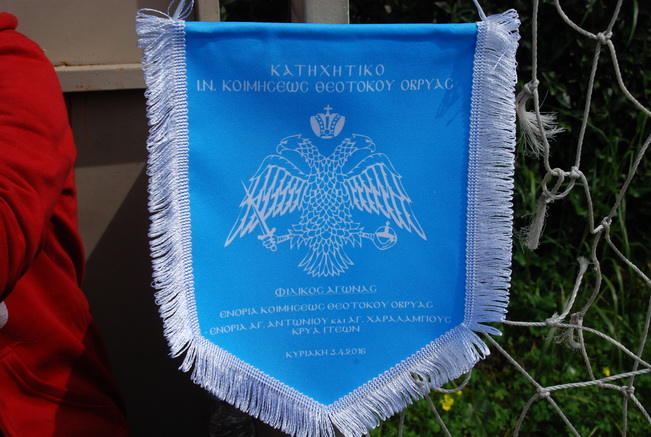 ΚΑΤΗΧΗΤΙΚΟ
Ι.Ν. ΚΟΙΜΗΣΕΩΣ ΘΕΟΤΟΚΟΥ ΟΒΡΥΑΣ
ΦΙΛΙΚΟΣ ΑΓΩΝΑΣ
ΕΝΟΡΙΑ ΚΟΙΜΗΣΕΩΣ ΘΕΟΤΟΚΟΥ ΟΒΡΥΑΣ
- ΕΝΟΡΙΑ ΑΓ. ΑΝΤΩΝΙΟΥ ΚΑΙ ΑΓ. ΧΑΡΑΛΑΜΠΟΥΣ
ΚΡΥΑ ΙΤΕΩΝ
ΚΥΡΙΑΚΗ 3.4.2016